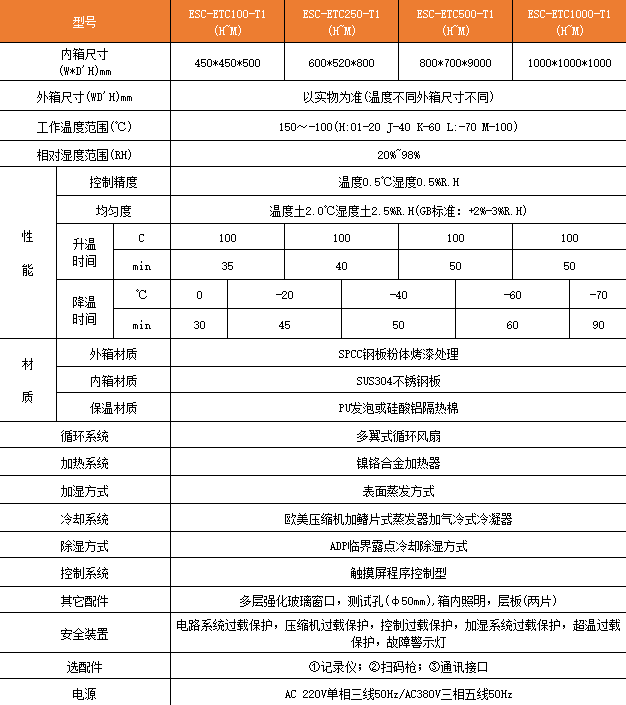 型号 ESC-ETC100-T1 ESC-ETC250-T1 ESC-ETC500-T1 ESC-ETC1000-T1
(H~M) (H~M) (H~M) (H~M)
内箱尺寸
(W*D'H)mm 450*450*500 600*520*800 800*700*9000 1000*1000*1000
外箱尺寸(WD'H)mm 以实物为准(温度不同外箱尺寸不同)
工作温度范围(℃) 150～-100(H:01-20 J-40 K-60 L:-70 M-100)
相对湿度范围(RH) 20%~98%
性能 控制精度 温度0.5℃湿度0.5%R.H
均匀度 温度土2.0℃湿度土2.5%R.H(GB标准: +2%-3%R.H)
升温时间 C 100 100 100 100
min 35 40 50 50
降温时间 ℃ 0 -20 -40 -60 -70
min 30 45 50 60 90
材质 外箱材质 SPCC钢板粉体烤漆处理
内箱材质 SUS304不锈钢板
保温材质 PU发泡或硅酸铝隔热棉
循环系统 多翼式循环风扇
加热系统 镍铬合金加热器
加湿方式 表面蒸发方式
冷却系统 欧美压缩机加鳍片式蒸发器加气冷式冷凝器
除湿方式 ADP临界露点冷却除湿方式
控制系统 触摸屏程序控制型
其它配件 多层强化玻璃窗口，测试孔(φ50mm),箱内照明，层板(两片)
安全装置 电路系统过载保护，压缩机过载保护，控制过载保护，加湿系统过载保护，超温过载
保护，故障警示灯
选配件 ①记录仪；②扫码枪；③通讯接口
电源 AC 220V单相三线50Hz/AC380V三相五线50Hz